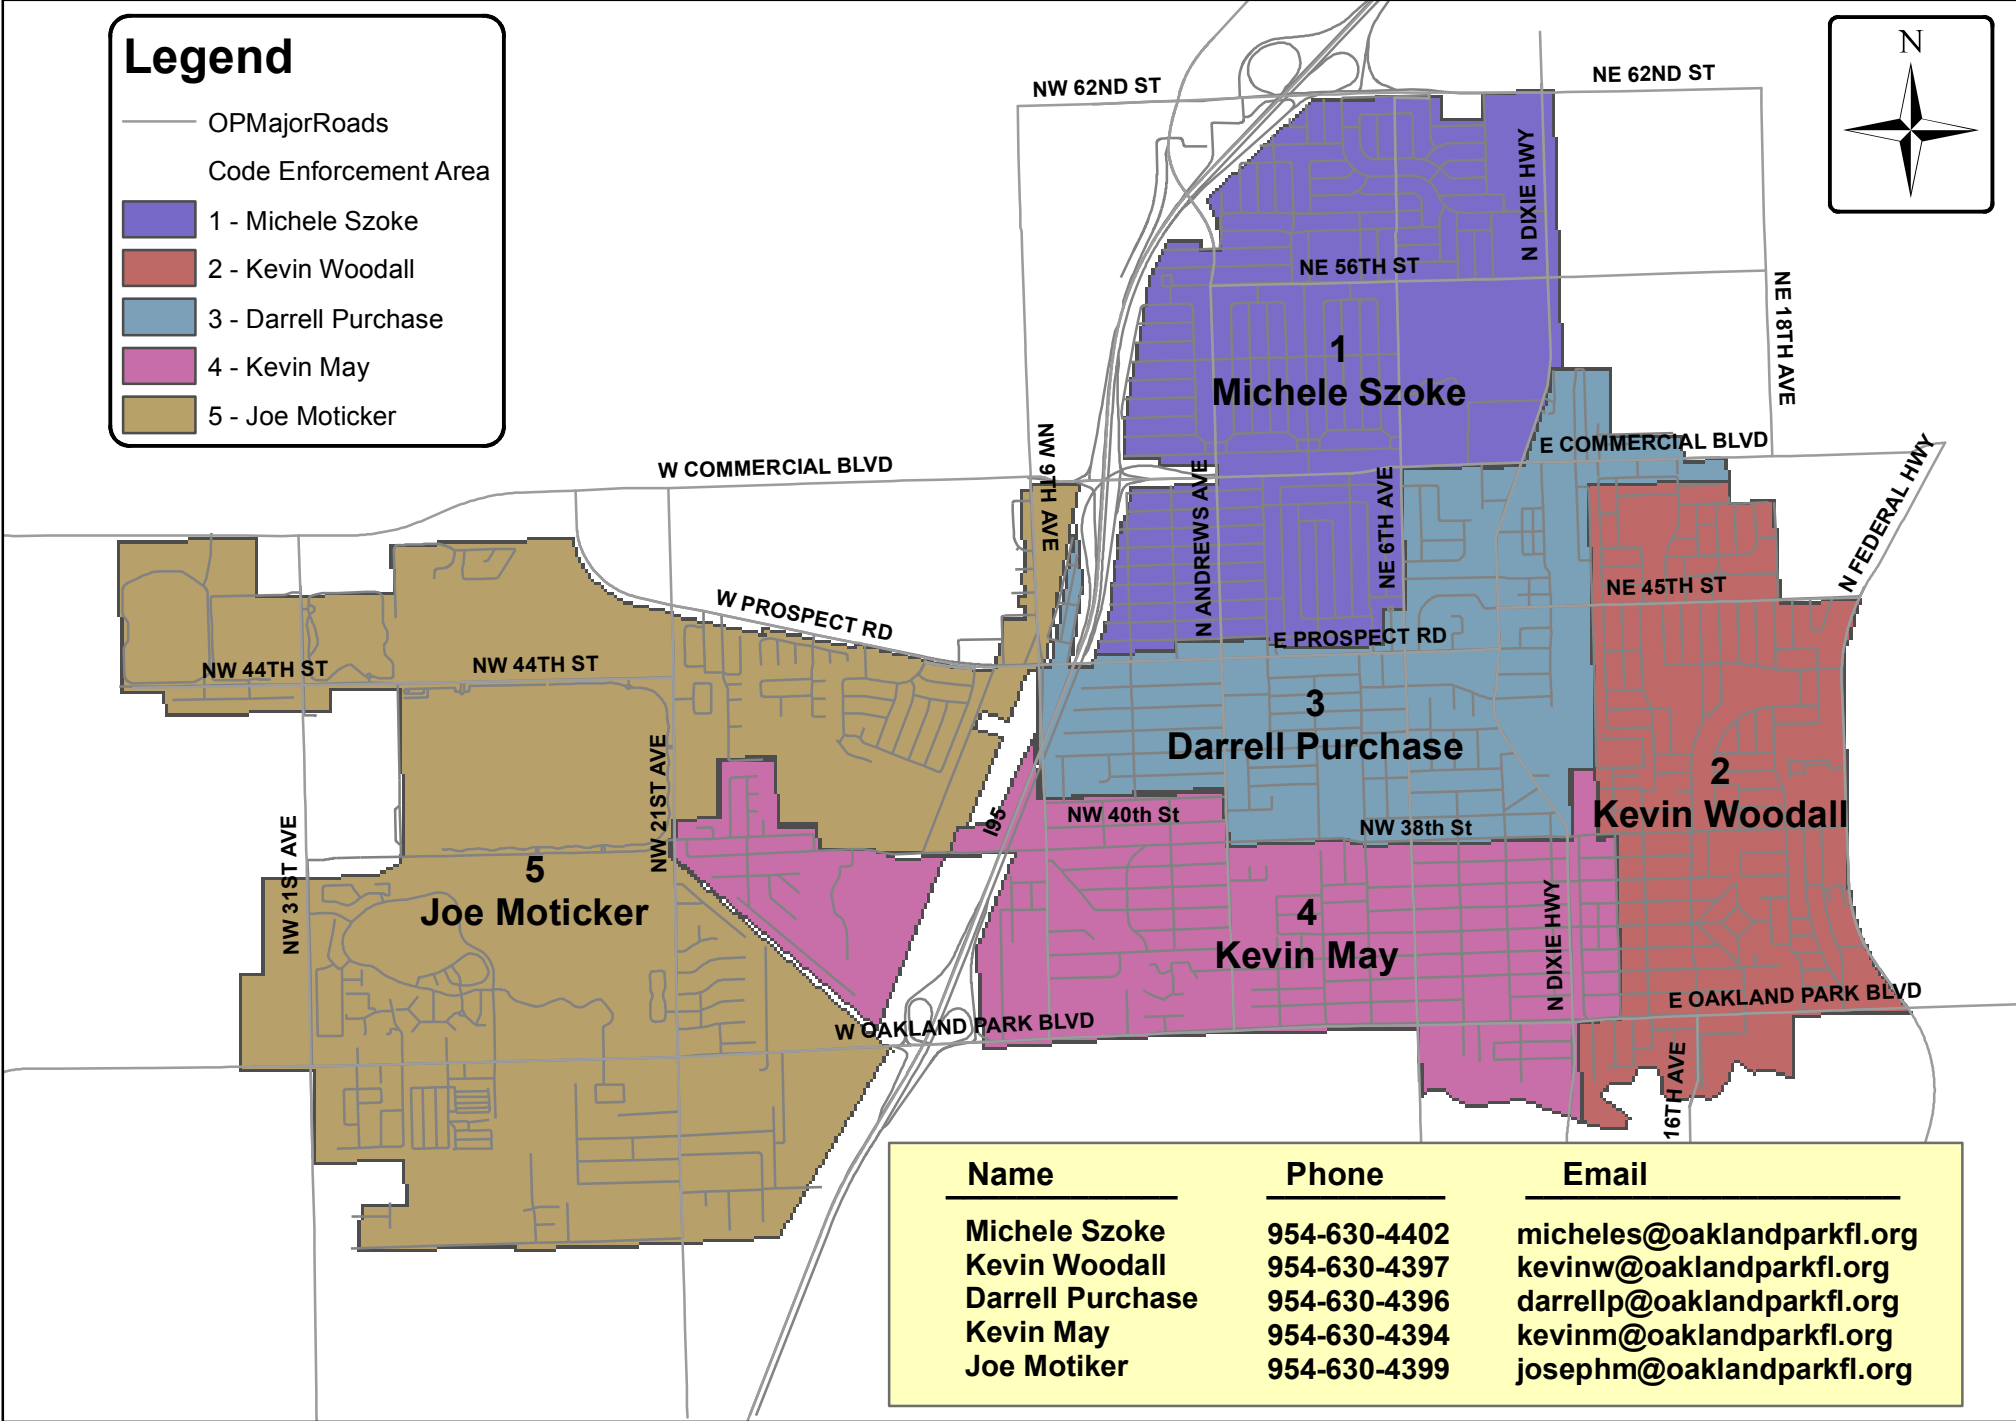 Legend
OPMajorRoads
Code Enforcement Area
1 - Michele Szoke
2 - Kevin Woodall
3 - Darrell Purchase
4 - Kevin May
5 - Joe Moticker
N
NW 62ND ST
NE 62ND ST
N DIXIE HWY
NE 56TH ST
NE 18TH AVE
1
Michele Szoke
W COMMERCIAL BLVD
E COMMERCIAL BLVD
NW 9TH AVE
N ANDREWS AVE
NE 6TH AVE
N FEDERAL HWY
NE 45TH ST
W PROSPECT RD
E PROSPECT RD
NW 44TH ST
NW 44TH ST
3
Darrell Purchase
2
Kevin Woodall
NW 21ST AVE
I95
NW 40th St
NW 38th St
NW 31ST AVE
5
Joe Moticker
4
Kevin May
N DIXIE HWY
W OAKLAND PARK BLVD
E OAKLAND PARK BLVD
16TH AVE
Name Phone Email
Michele Szoke 954-630-4402 micheles@oaklandparkfl.org
Kevin Woodall 954-630-4397 kevinw@oaklandparkfl.org
Darrell Purchase 954-630-4396 darrellp@oaklandparkfl.org
Kevin May 954-630-4394 kevinm@oaklandparkfl.org
Joe Motiker 954-630-4399 josephm@oaklandparkfl.org